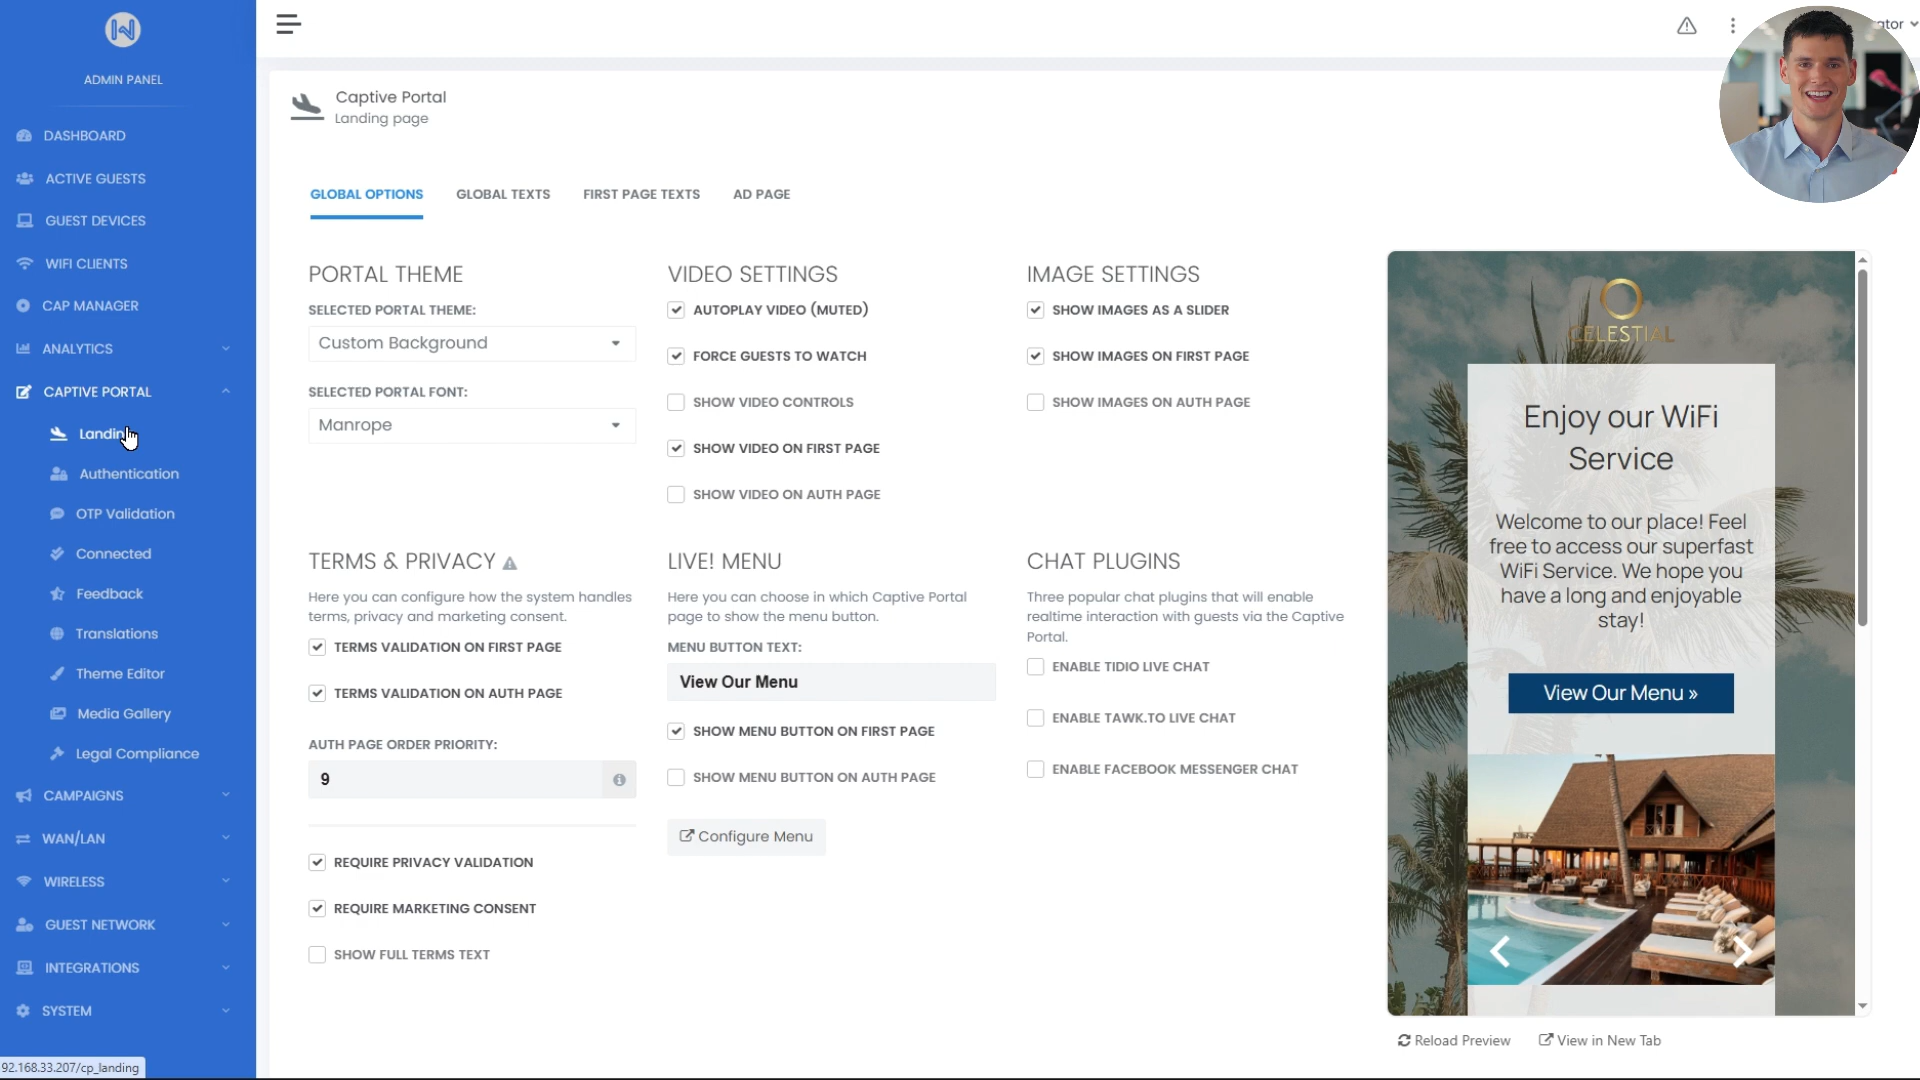 ADMIN PANEL
DASHBOARD
ACTIVE GUESTS
GUEST DEVICES
WIFI CLIENTS
CAP MANAGER
ANALYTICS
CAPTIVE PORTAL
Landing
Authentication
OTP Validation
Connected
Feedback
Translations
Theme Editor
Media Gallery
Legal Compliance
CAMPAIGNS
WAN/LAN
WIRELESS
GUEST NETWORK
INTEGRATIONS
SYSTEM
92.168.33.207/cp_landing
Captive Portal
Landing page
GLOBAL OPTIONS GLOBAL TEXTS FIRST PAGE TEXTS AD PAGE
PORTAL THEME
SELECTED PORTAL THEME:
Custom Background
SELECTED PORTAL FONT:
Manrope
VIDEO SETTINGS
AUTOPLAY VIDEO (MUTED)
FORCE GUESTS TO WATCH
SHOW VIDEO CONTROLS
SHOW VIDEO ON FIRST PAGE
SHOW VIDEO ON AUTH PAGE
IMAGE SETTINGS
SHOW IMAGES AS A SLIDER
SHOW IMAGES ON FIRST PAGE
SHOW IMAGES ON AUTH PAGE
TERMS & PRIVACY
Here you can configure how the system handles
terms, privacy and marketing consent.
TERMS VALIDATION ON FIRST PAGE
TERMS VALIDATION ON AUTH PAGE
AUTH PAGE ORDER PRIORITY:
9
REQUIRE PRIVACY VALIDATION
REQUIRE MARKETING CONSENT
SHOW FULL TERMS TEXT
LIVE! MENU
Here you can choose in which Captive Portal
page to show the menu button.
MENU BUTTON TEXT:
View Our Menu
SHOW MENU BUTTON ON FIRST PAGE
SHOW MENU BUTTON ON AUTH PAGE
Configure Menu
CHAT PLUGINS
Three popular chat plugins that will enable
realtime interaction with guests via the Captive
Portal.
ENABLE TIDIO LIVE CHAT
ENABLE TAWK.TO LIVE CHAT
ENABLE FACEBOOK MESSENGER CHAT
CELESTIAL
Enjoy our WiFi
Service
Welcome to our place! Feel
free to access our superfast
WiFi Service. We hope you
have a long and enjoyable
stay!
View Our Menu »
Reload Preview View in New Tab